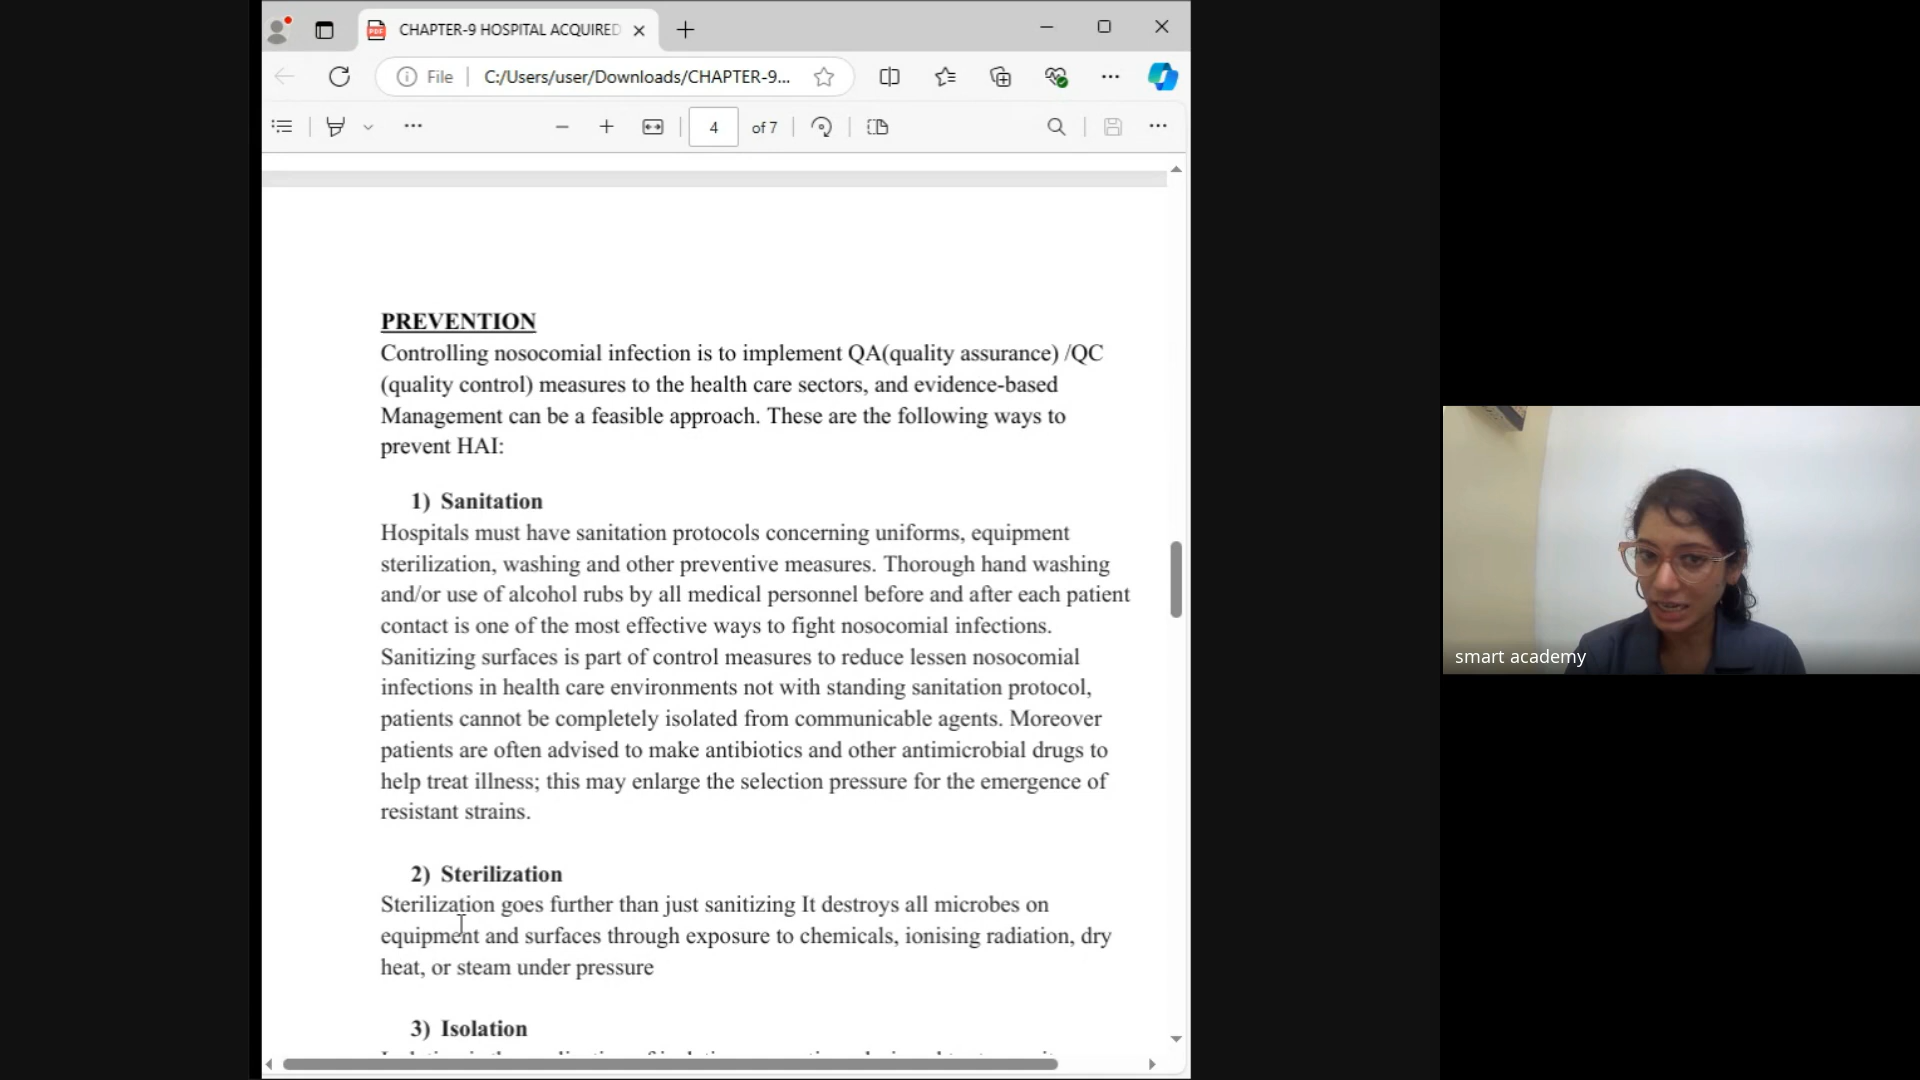 CHAPTER-9 HOSPITAL ACQUIRED
File
C:/Users/user/Downloads/CHAPTER-9...
4 of 7
PREVENTION
Controlling nosocomial infection is to implement QA(quality assurance) /QC
(quality control) measures to the health care sectors, and evidence-based
Management can be a feasible approach. These are the following ways to
prevent HAI:
1) Sanitation
Hospitals must have sanitation protocols concerning uniforms, equipment
sterilization, washing and other preventive measures. Thorough hand washing
and/or use of alcohol rubs by all medical personnel before and after each patient
contact is one of the most effective ways to fight nosocomial infections.
Sanitizing surfaces is part of control measures to reduce lessen nosocomial
infections in health care environments not with standing sanitation protocol,
patients cannot be completely isolated from communicable agents. Moreover
patients are often advised to make antibiotics and other antimicrobial drugs to
help treat illness; this may enlarge the selection pressure for the emergence of
resistant strains.
2) Sterilization
Sterilization goes further than just sanitizing It destroys all microbes on
equipment and surfaces through exposure to chemicals, ionising radiation, dry
heat, or steam under pressure
3) Isolation
smart academy